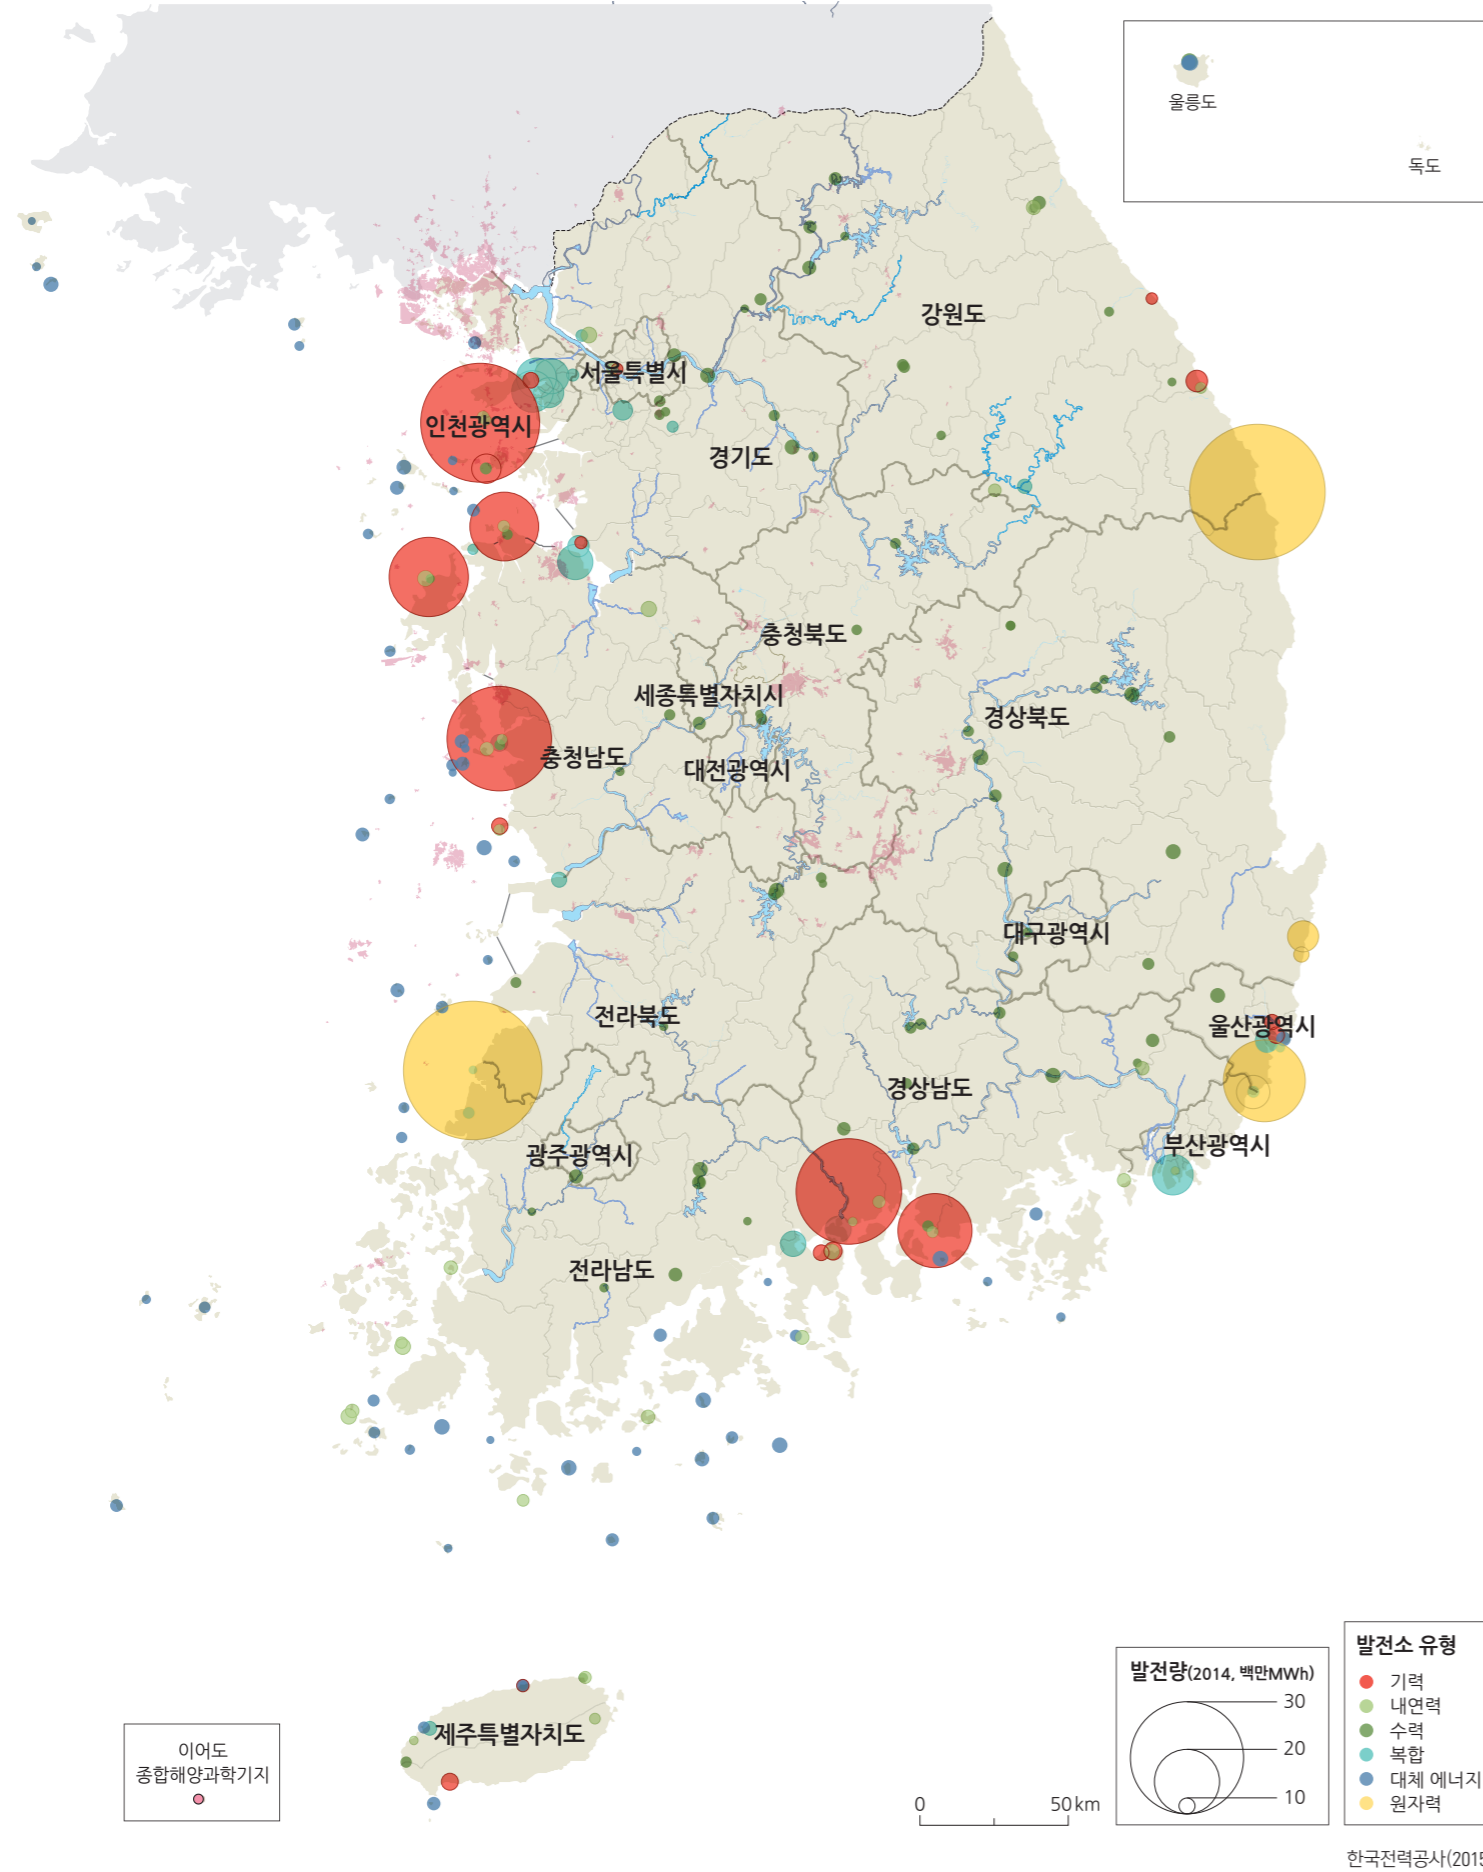 울릉도
독도
강원도
서울특별시
인천광역시
경기도
충청북도
세종특별자치시
경상북도
충청남도
대전광역시
대구광역시
전라북도
울산광역시
경상남도
부산광역시
광주광역시
전라남도
제주특별자치도
이어도
종합해양과학기지
0 50 km
발전량(2014, 백만MWh)
30
20
10
발전소 유형
기력
내연력
수력
복합
대체 에너지
원자력
한국전력공사(2015